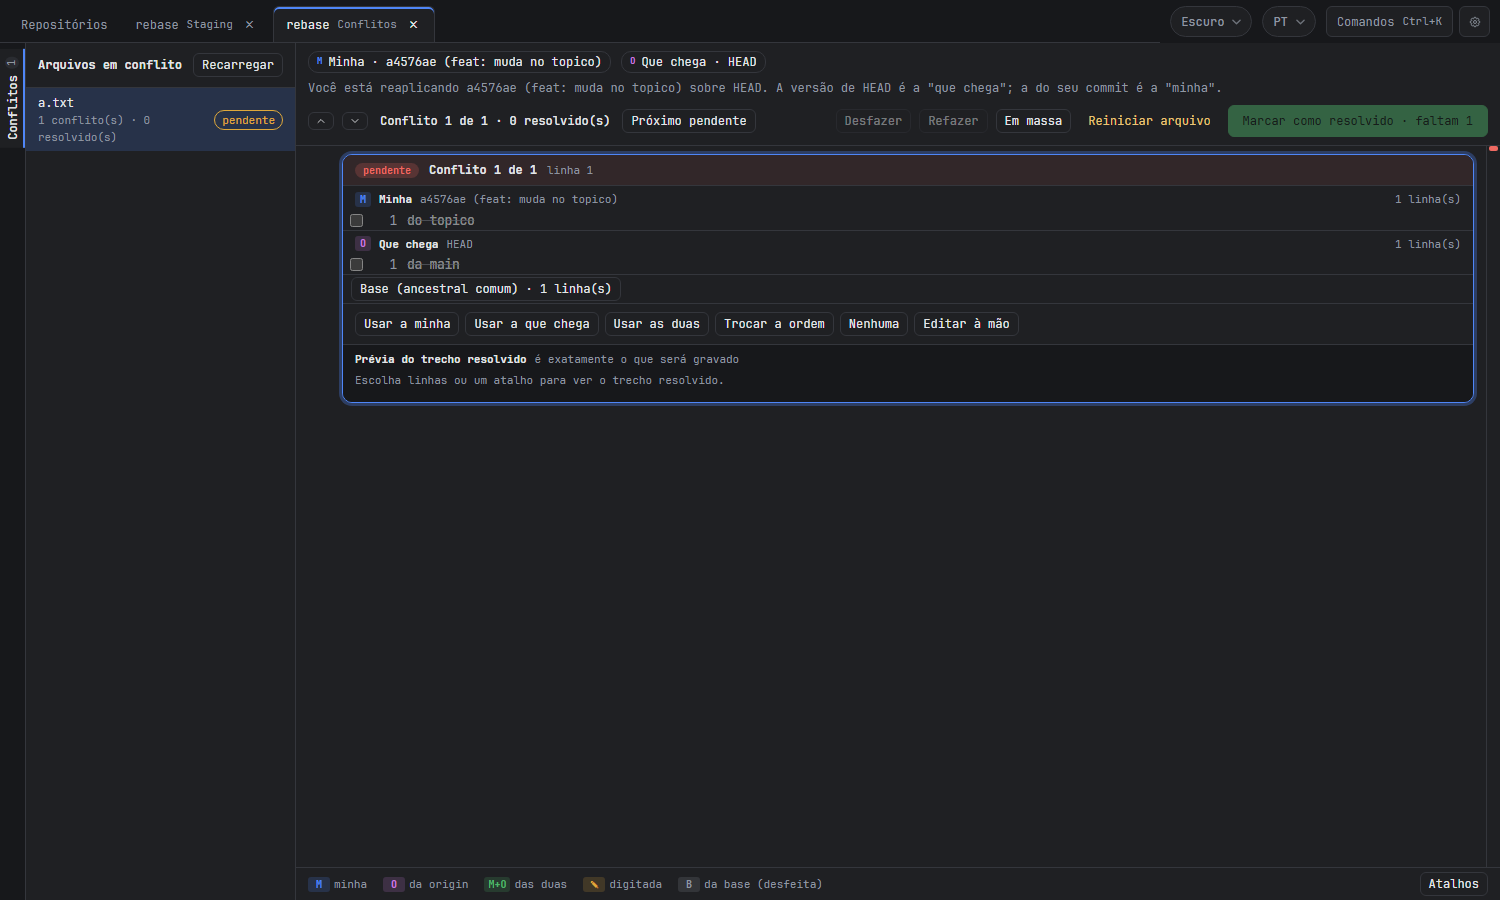 Repositórios
rebase Staging ×
rebase Conflitos ×
Escuro
PT
Comandos Ctrl+K
Conflitos 1
Arquivos em conflito
Recarregar
a.txt
1 conflito(s) · 0
resolvido(s)
pendente
M Minha · a4576ae (feat: muda no topico)
O Que chega · HEAD
Você está reaplicando a4576ae (feat: muda no topico) sobre HEAD. A versão de HEAD é a "que chega"; a do seu commit é a "minha".
Conflito 1 de 1 · 0 resolvido(s)
Próximo pendente
Desfazer
Refazer
Em massa
Reiniciar arquivo
Marcar como resolvido · faltam 1
pendente Conflito 1 de 1 linha 1
M Minha a4576ae (feat: muda no topico) 1 linha(s)
1 do topico
O Que chega HEAD 1 linha(s)
1 da main
Base (ancestral comum) · 1 linha(s)
Usar a minha
Usar a que chega
Usar as duas
Trocar a ordem
Nenhuma
Editar à mão
Prévia do trecho resolvido é exatamente o que será gravado
Escolha linhas ou um atalho para ver o trecho resolvido.
M minha
O da origin
M+O das duas
digitada
B da base (desfeita)
Atalhos